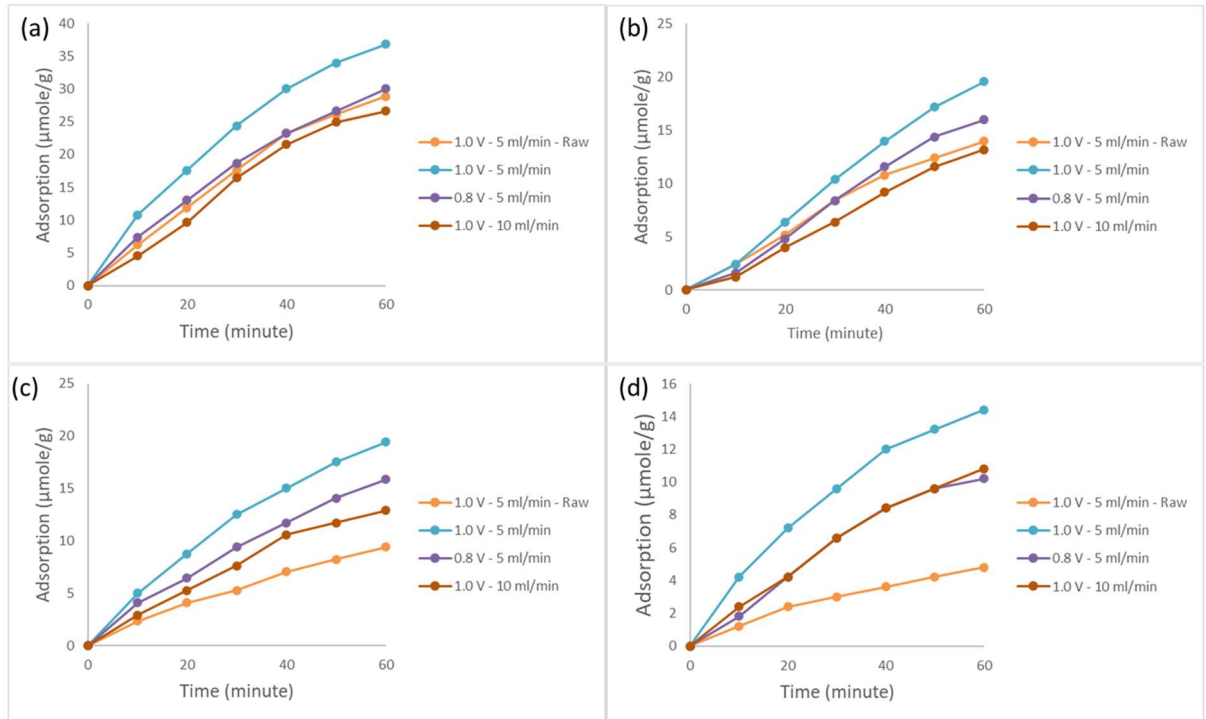 (a)
40
35
30
25
20
15
10
5
0
Adsorption (µmole/g)
0 20 40 60
Time (minute)
1.0 V - 5 ml/min - Raw
1.0 V - 5 ml/min
0.8 V - 5 ml/min
1.0 V - 10 ml/min
(b)
25
20
15
10
5
0
Adsorption (µmole/g)
0 20 40 60
Time (minute)
1.0 V - 5 ml/min - Raw
1.0 V - 5 ml/min
0.8 V - 5 ml/min
1.0 V - 10 ml/min
(c)
25
20
15
10
5
0
Adsorption (µmole/g)
0 20 40 60
Time (minute)
1.0 V - 5 ml/min - Raw
1.0 V - 5 ml/min
0.8 V - 5 ml/min
1.0 V - 10 ml/min
(d)
16
14
12
10
8
6
4
2
0
Adsorption (µmole/g)
0 20 40 60
Time (minute)
1.0 V - 5 ml/min - Raw
1.0 V - 5 ml/min
0.8 V - 5 ml/min
1.0 V - 10 ml/min